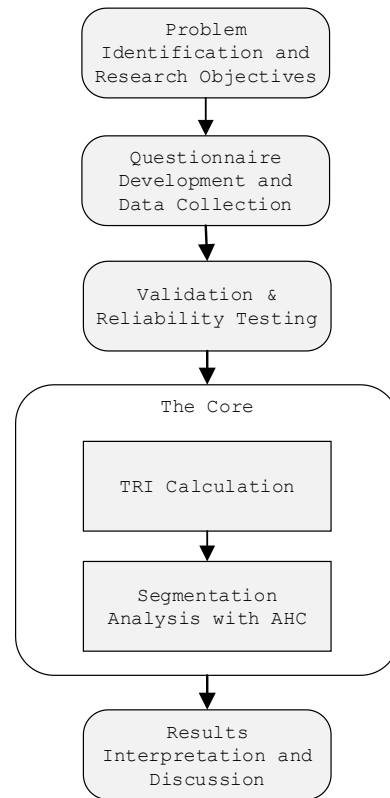 Problem
Identification and
Research Objectives
Questionnaire
Development and
Data Collection
Validation &
Reliability Testing
The Core
TRI Calculation
Segmentation
Analysis with AHC
Results
Interpretation and
Discussion